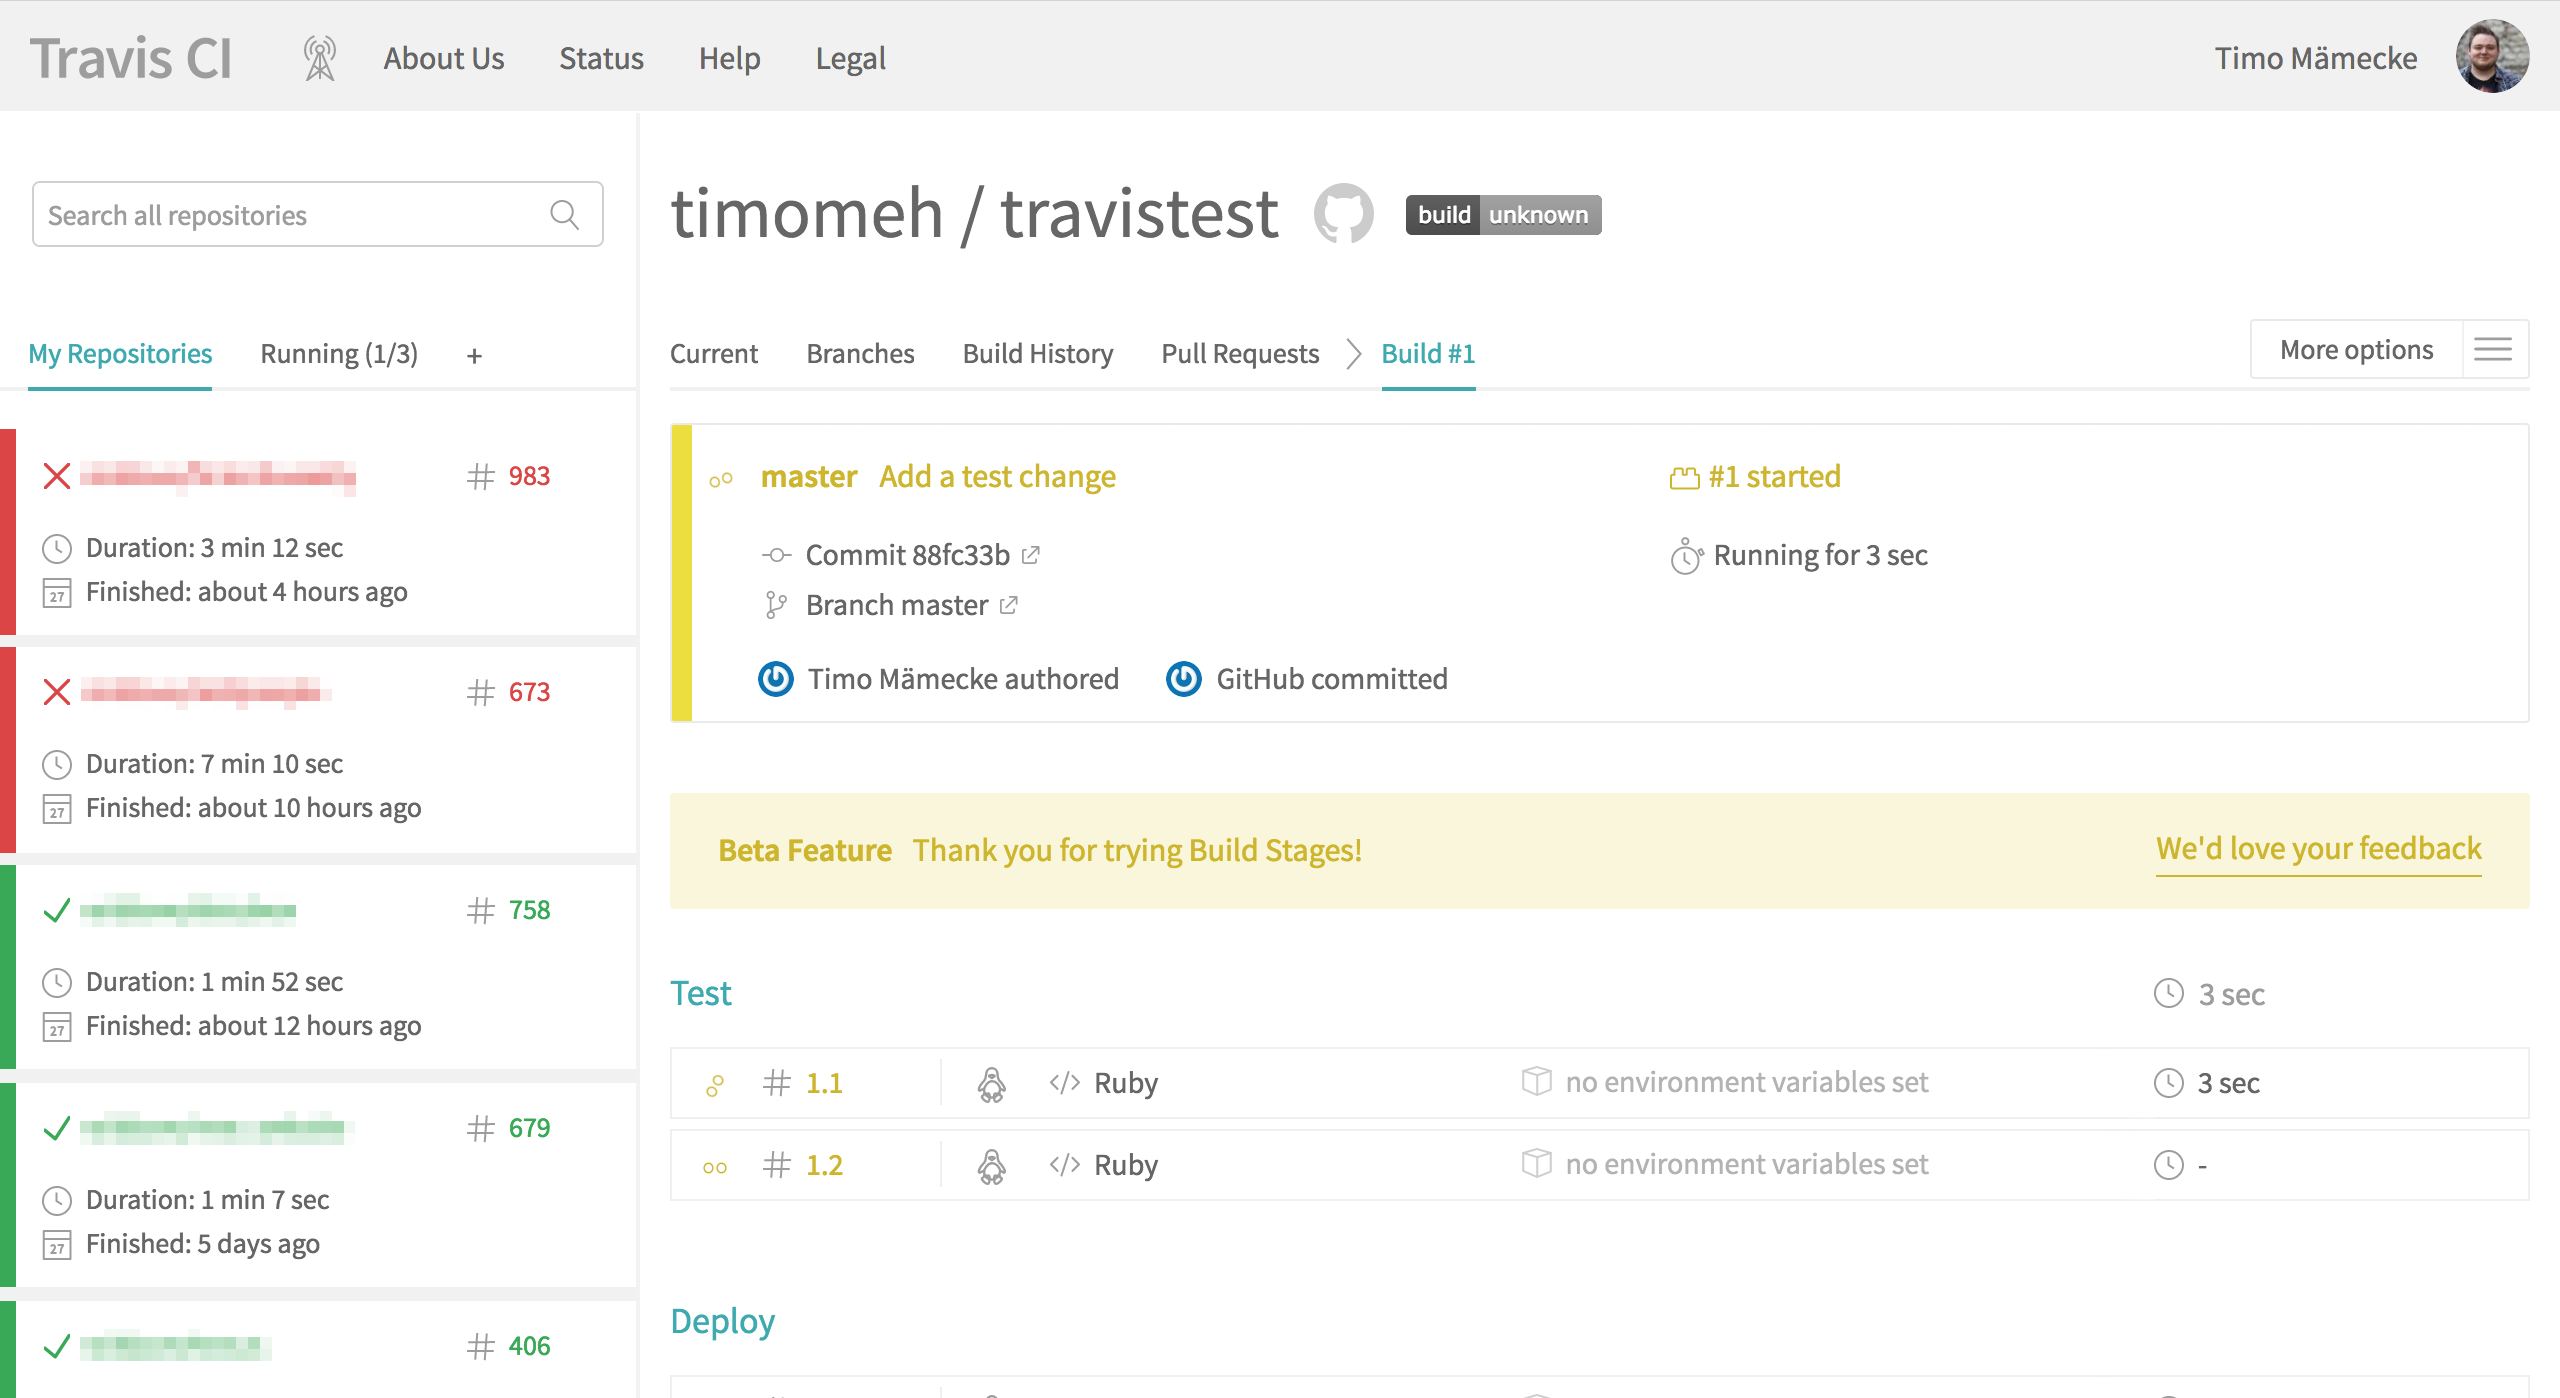 Travis CI
About Us Status Help Legal
Timo Mämecke
Search all repositories
My Repositories Running (1/3) +
# 983
Duration: 3 min 12 sec
27 Finished: about 4 hours ago
# 673
Duration: 7 min 10 sec
27 Finished: about 10 hours ago
# 758
Duration: 1 min 52 sec
27 Finished: about 12 hours ago
# 679
Duration: 1 min 7 sec
27 Finished: 5 days ago
# 406
timomeh / travistest build unknown
Current Branches Build History Pull Requests Build #1
More options
master Add a test change
#1 started
Commit 88fc33b
Running for 3 sec
Branch master
Timo Mämecke authored GitHub committed
Beta Feature Thank you for trying Build Stages! We'd love your feedback
Test 3 sec
# 1.1 </> Ruby no environment variables set 3 sec
# 1.2 </> Ruby no environment variables set -
Deploy